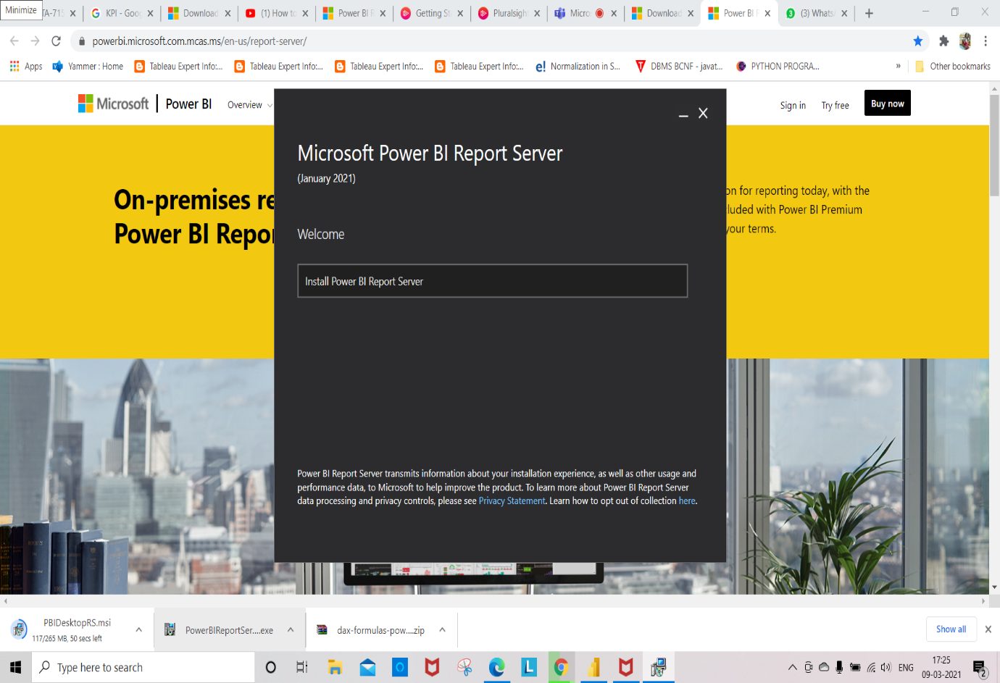 Minimize
TA-715
KPI - Goo
Download
(1) How to
Power BI R
Getting St
Pluralsigh
Micro
Download
Power BI R
(3) Whats
powerbi.microsoft.com.mcas.ms/en-us/report-server/
Apps
Yammer : Home
Tableau Expert Info:...
Tableau Expert Info:...
Tableau Expert Info:...
Tableau Expert Info:...
e! Normalization in S...
DBMS BCNF - javat...
PYTHON PROGRA...
»
Other bookmarks
Microsoft
Power BI
Overview
Sign in
Try free
Buy now
On-premises re
Power BI Repor
on for reporting today, with the
cluded with Power BI Premium
your terms.
Microsoft Power BI Report Server
(January 2021)
Welcome
Install Power BI Report Server
Power BI Report Server transmits information about your installation experience, as well as other usage and
performance data, to Microsoft to help improve the product. To learn more about Power BI Report Server
data processing and privacy controls, please see Privacy Statement. Learn how to opt out of collection here.
PBIDesktopRS.msi
117/265 MB, 50 secs left
PowerBIReportSer....exe
dax-formulas-pow....zip
Show all
Type here to search
L
ENG
17:25
09-03-2021
2